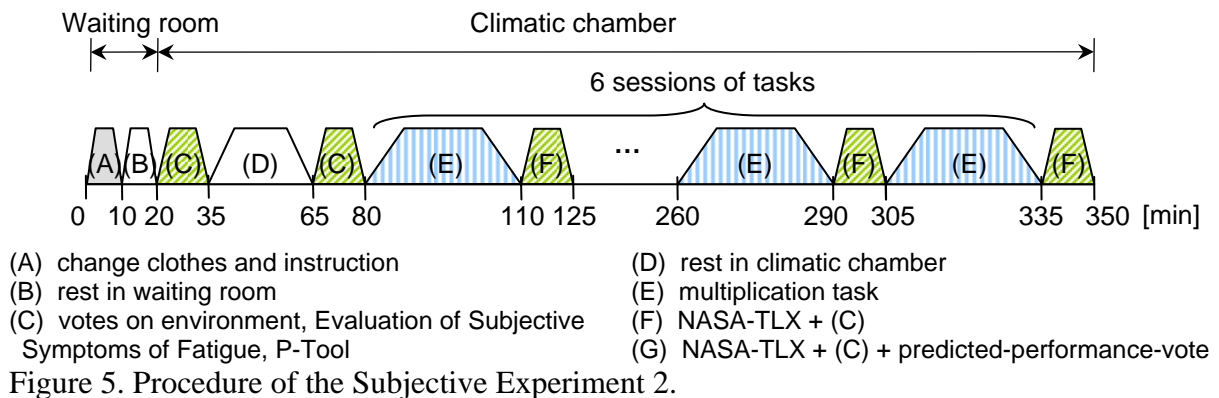 Waiting room Climatic chamber
6 sessions of tasks
(A) (B) (C) (D) (C) (E) (F) ... (E) (F) (E) (F)
0 10 20 35 65 80 110 125 260 290 305 335 350 [min]
(A) change clothes and instruction
(B) rest in waiting room
(C) votes on environment, Evaluation of Subjective
Symptoms of Fatigue, P-Tool
(D) rest in climatic chamber
(E) multiplication task
(F) NASA-TLX + (C)
(G) NASA-TLX + (C) + predicted-performance-vote
Figure 5. Procedure of the Subjective Experiment 2.